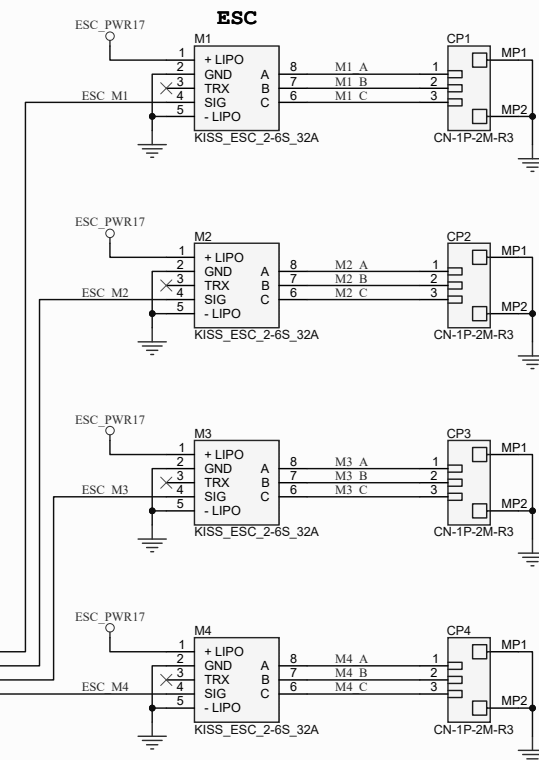 ESC
ESC_PWR17
M1
CP1
1 + LIPO
2 GND A 8 M1_A 1 MP1
3 TRX B 7 M1_B 2
ESC_M1 4 SIG C 6 M1_C 3
5 - LIPO MP2
KISS_ESC_2-6S_32A
CN-1P-2M-R3
ESC_PWR17
M2
CP2
1 + LIPO
2 GND A 8 M2_A 1 MP1
3 TRX B 7 M2_B 2
ESC_M2 4 SIG C 6 M2_C 3
5 - LIPO MP2
KISS_ESC_2-6S_32A
CN-1P-2M-R3
ESC_PWR17
M3
CP3
1 + LIPO
2 GND A 8 M3_A 1 MP1
3 TRX B 7 M3_B 2
ESC_M3 4 SIG C 6 M3_C 3
5 - LIPO MP2
KISS_ESC_2-6S_32A
CN-1P-2M-R3
ESC_PWR17
M4
CP4
1 + LIPO
2 GND A 8 M4_A 1 MP1
3 TRX B 7 M4_B 2
ESC_M4 4 SIG C 6 M4_C 3
5 - LIPO MP2
KISS_ESC_2-6S_32A
CN-1P-2M-R3